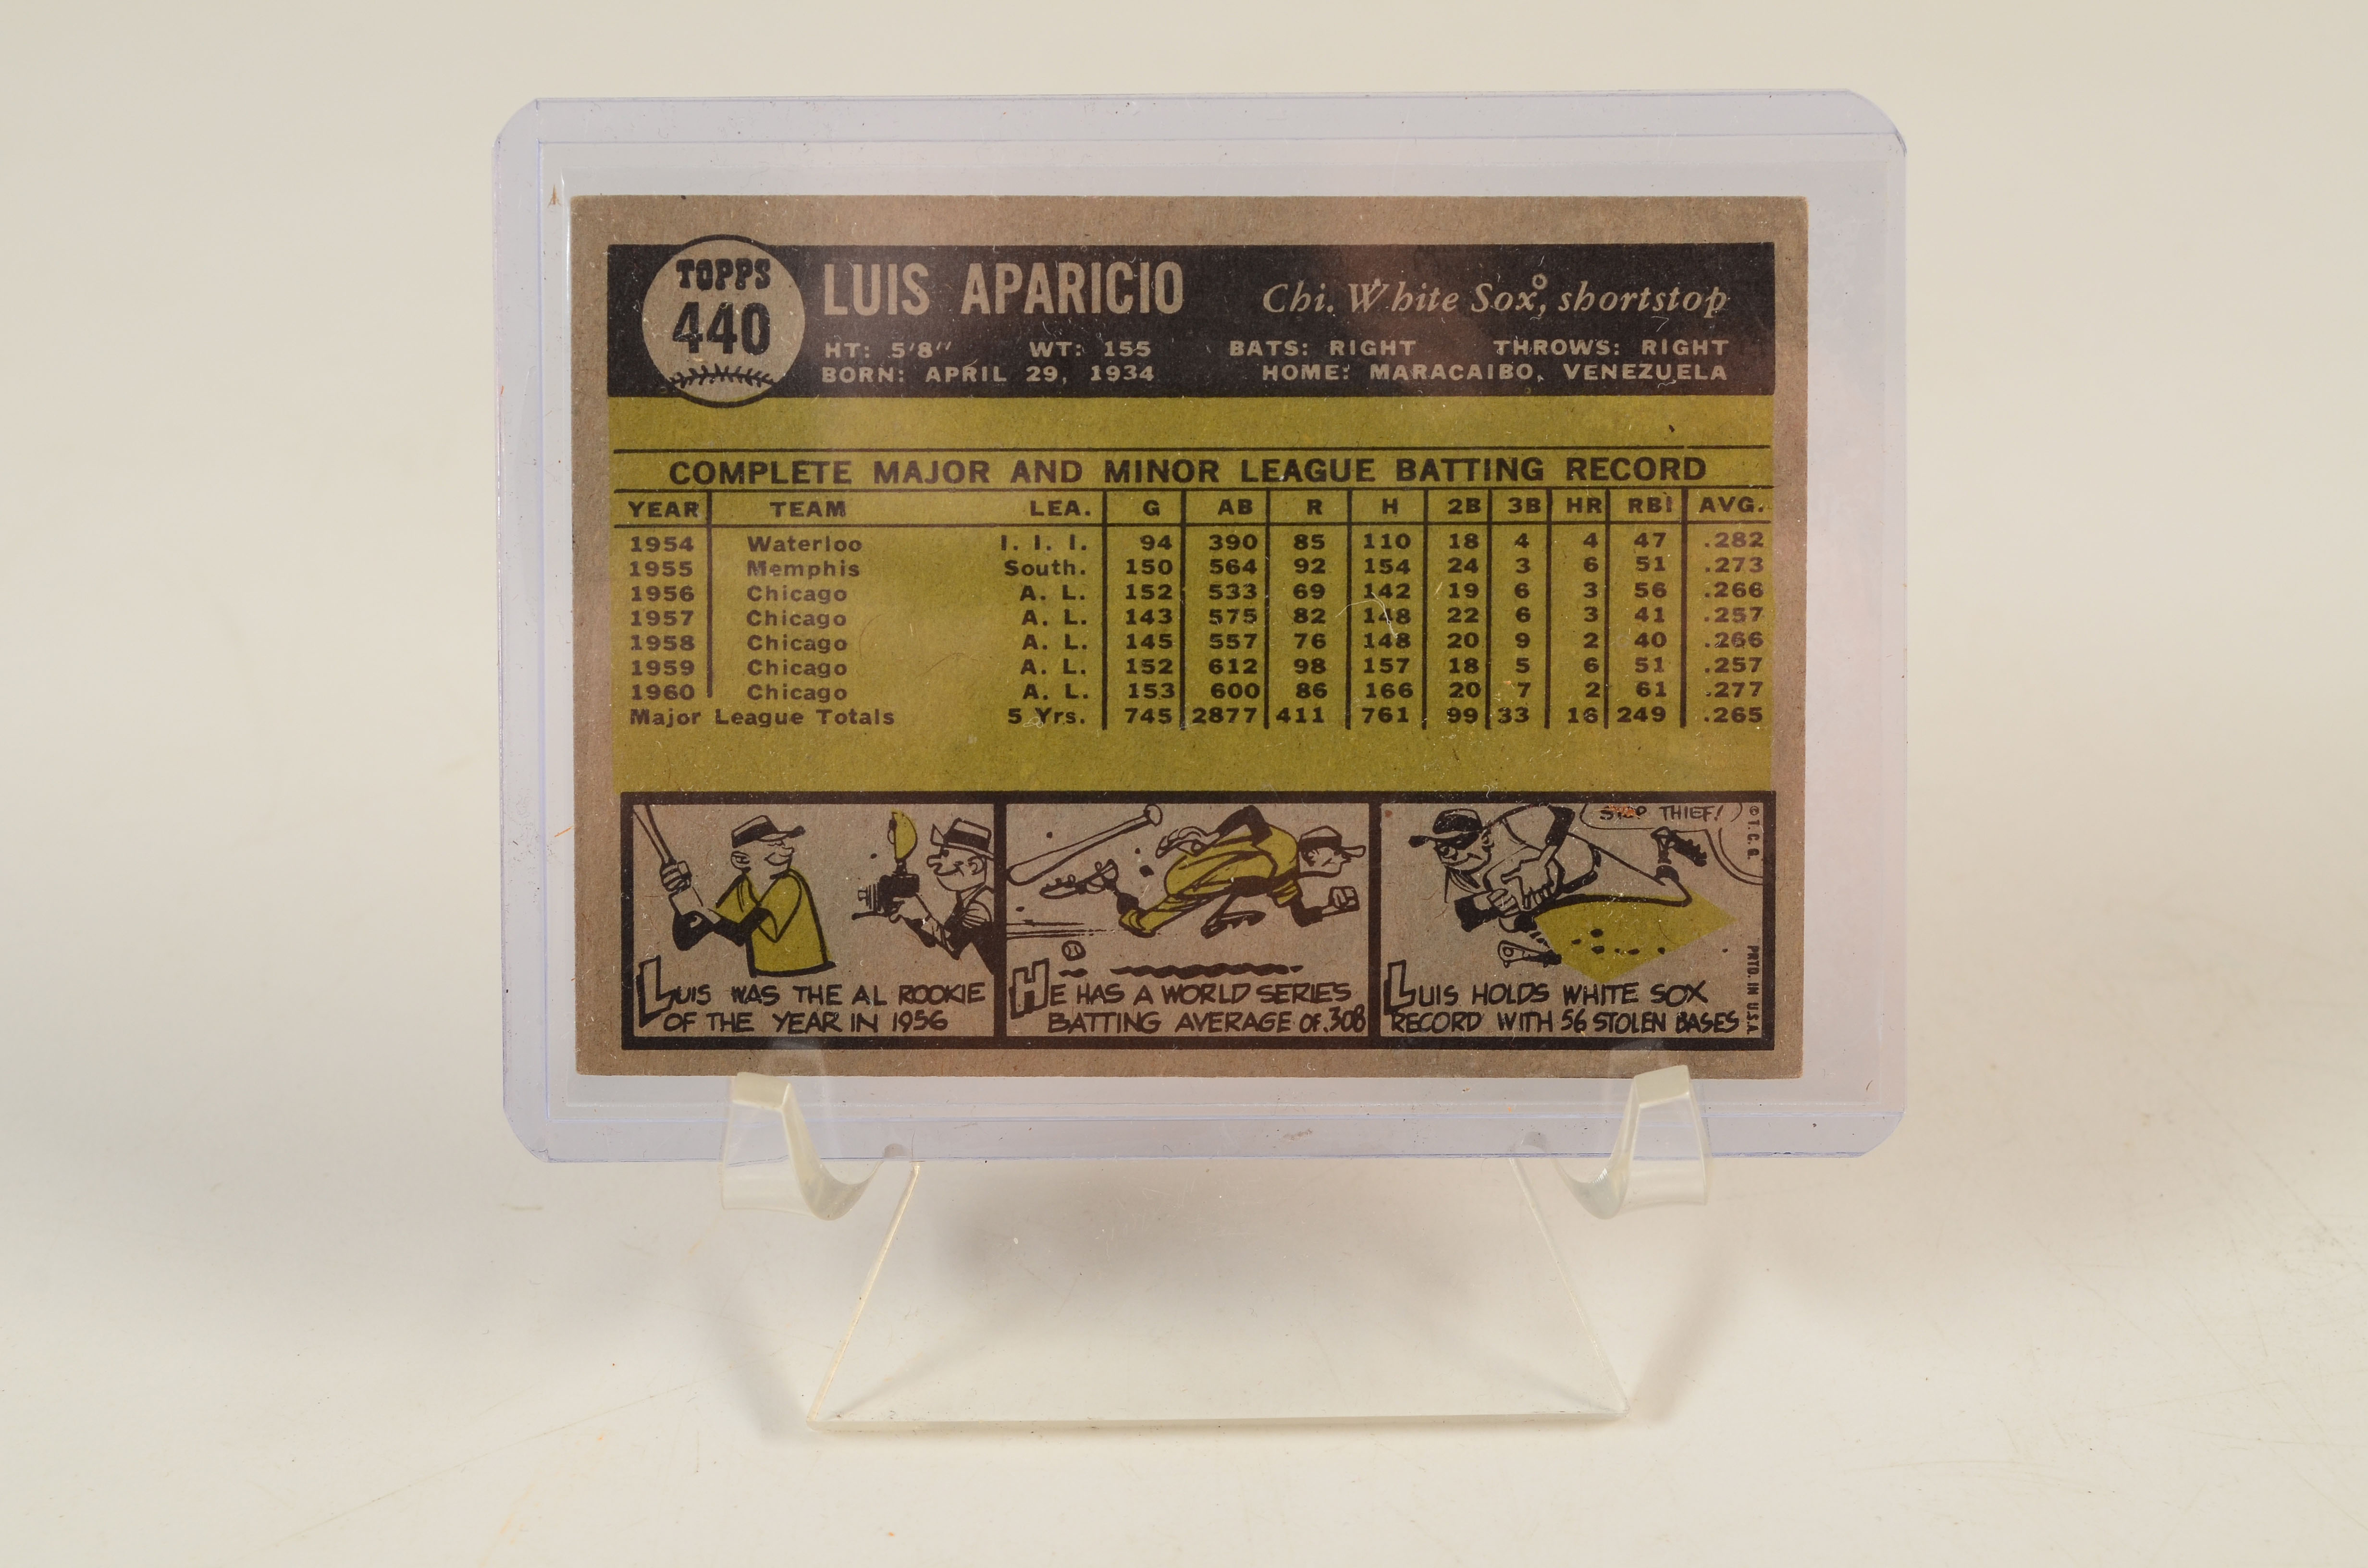 TOPPS
440
LUIS APARICIO
Chi. White Sox, shortstop
HT: 5'8" WT: 155 BATS: RIGHT THROWS: RIGHT
BORN: APRIL 29, 1934 HOME: MARACAIBO, VENEZUELA
COMPLETE MAJOR AND MINOR LEAGUE BATTING RECORD
YEAR TEAM LEA. G AB R H 2B 3B HR RBI AVG.
1954 Waterloo I. I. I. 94 390 85 110 18 4 4 47 .282
1955 Memphis South. 150 564 92 154 24 3 6 51 .273
1956 Chicago A. L. 152 533 69 142 19 6 3 56 .266
1957 Chicago A. L. 143 575 82 148 22 6 3 41 .257
1958 Chicago A. L. 145 557 76 148 20 9 2 40 .266
1959 Chicago A. L. 152 612 98 157 18 5 6 51 .257
1960 Chicago A. L. 153 600 86 166 20 7 2 61 .277
Major League Totals 5 Yrs. 745 2877 411 761 99 33 16 249 .265
LUIS WAS THE AL ROOKIE
OF THE YEAR IN 1956
HE HAS A WORLD SERIES
BATTING AVERAGE OF .308
STOP THIEF!
LUIS HOLDS WHITE SOX
RECORD WITH 56 STOLEN BASES
© T. C. G.
PRTD. IN U.S.A.